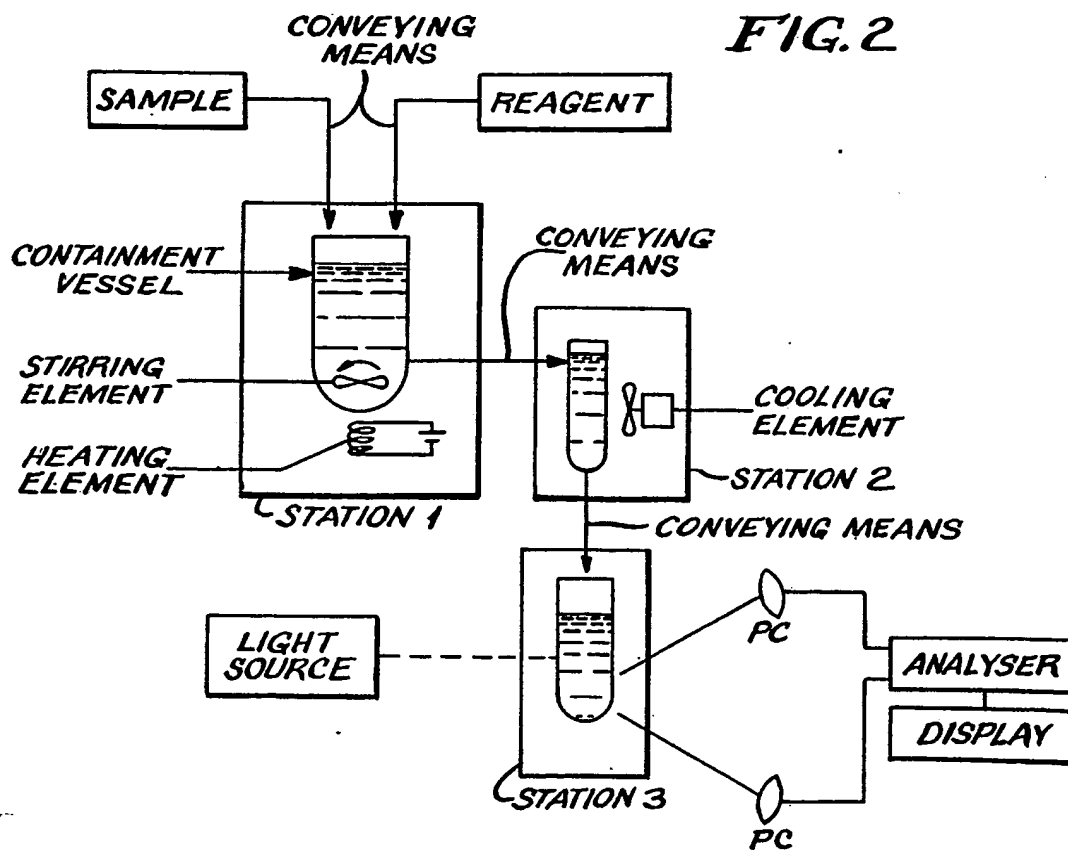 FIG. 2
CONVEYING
MEANS
SAMPLE
REAGENT
CONTAINMENT
VESSEL
CONVEYING
MEANS
STIRRING
ELEMENT
COOLING
ELEMENT
HEATING
ELEMENT
STATION 2
STATION 1
CONVEYING MEANS
LIGHT
SOURCE
PC
ANALYSER
DISPLAY
STATION 3
PC